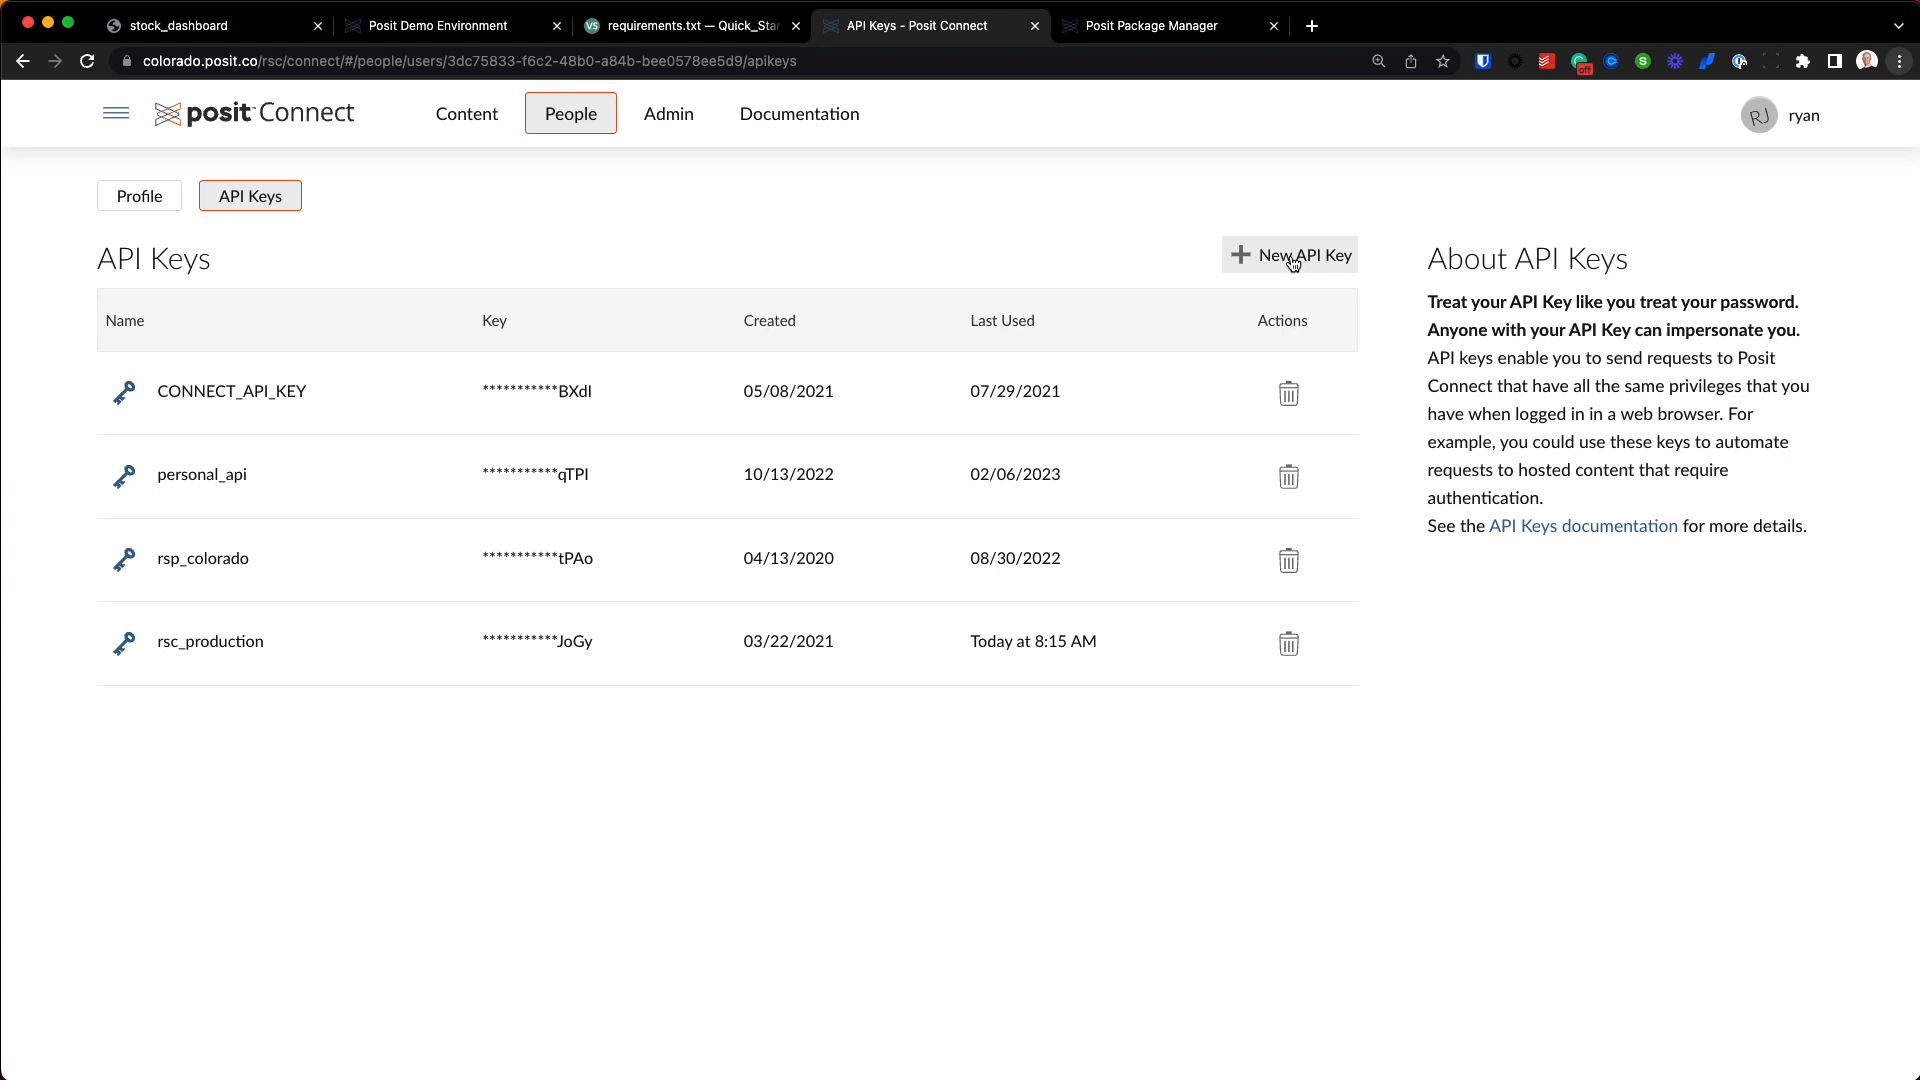 stock_dashboard
Posit Demo Environment
requirements.txt — Quick_Star
API Keys - Posit Connect
Posit Package Manager
colorado.posit.co/rsc/connect/#/people/users/3dc75833-f6c2-48b0-a84b-bee0578ee5d9/apikeys
off
posit Connect
Content
People
Admin
Documentation
RJ
ryan
Profile
API Keys
API Keys
New API Key
Name Key Created Last Used Actions
CONNECT_API_KEY ***********BXdl 05/08/2021 07/29/2021
personal_api ***********qTPI 10/13/2022 02/06/2023
rsp_colorado ***********tPAo 04/13/2020 08/30/2022
rsc_production ***********JoGy 03/22/2021 Today at 8:15 AM
About API Keys
Treat your API Key like you treat your password.
Anyone with your API Key can impersonate you.
API keys enable you to send requests to Posit
Connect that have all the same privileges that you
have when logged in in a web browser. For
example, you could use these keys to automate
requests to hosted content that require
authentication.
See the API Keys documentation for more details.